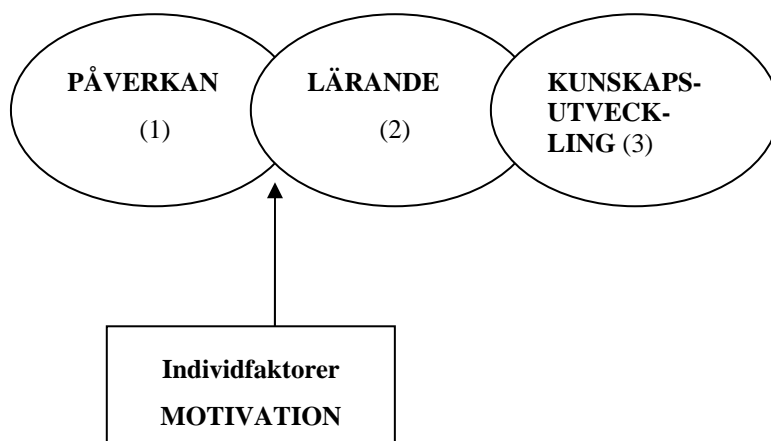 PÅVERKAN
(1)
LÄRANDE
(2)
KUNSKAPS-
UTVECK-
LING (3)
Individfaktorer
MOTIVATION